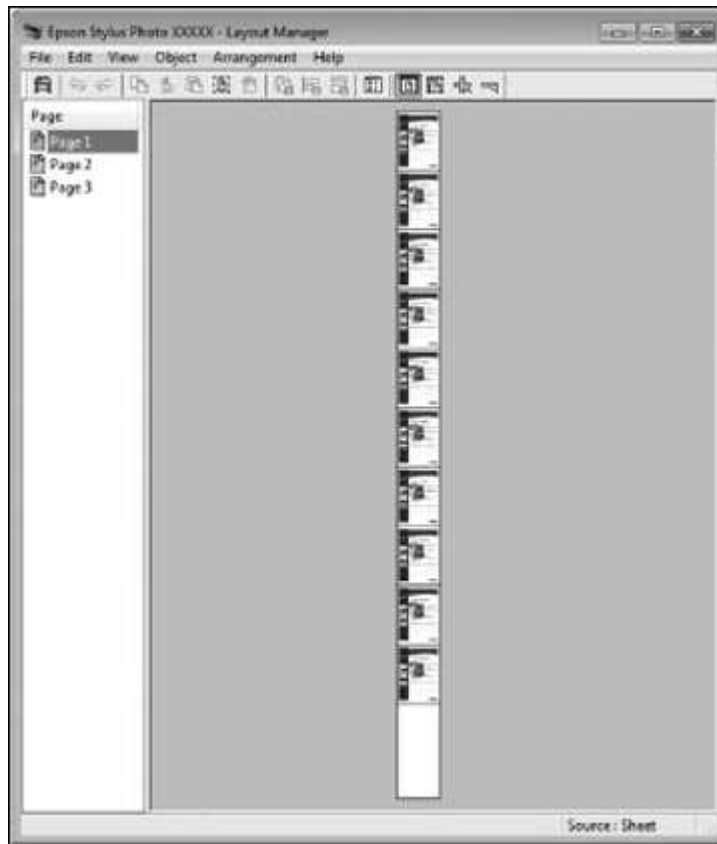 Epson Stylus Photo XXXXX - Layout Manager
File Edit View Object Arrangement Help
Page
Page 1
Page 2
Page 3
Source : Sheet